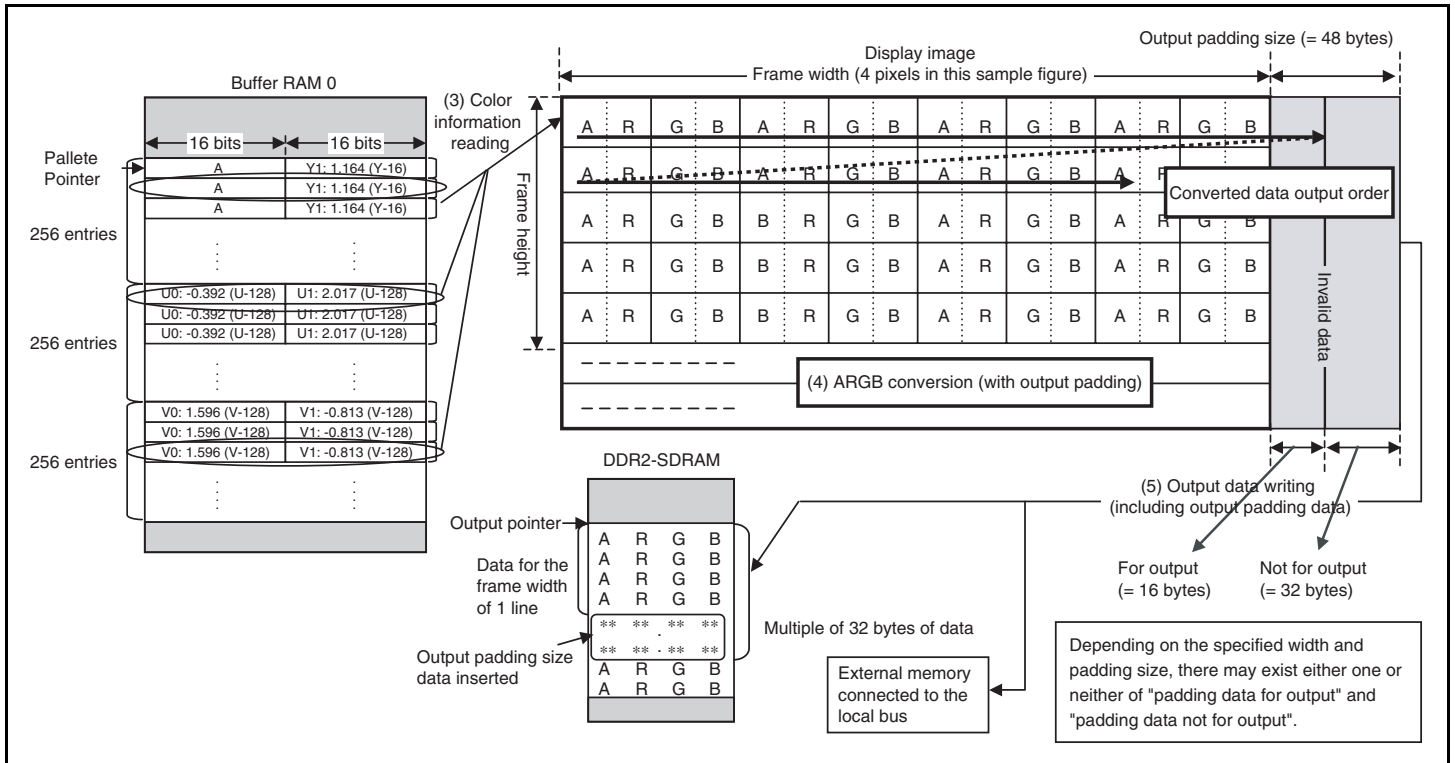 Buffer RAM 0
16 bits 16 bits
Pallete
Pointer
A Y1: 1.164 (Y-16)
A Y1: 1.164 (Y-16)
A Y1: 1.164 (Y-16)
256 entries
U0: -0.392 (U-128) U1: 2.017 (U-128)
U0: -0.392 (U-128) U1: 2.017 (U-128)
U0: -0.392 (U-128) U1: 2.017 (U-128)
256 entries
V0: 1.596 (V-128) V1: -0.813 (V-128)
V0: 1.596 (V-128) V1: -0.813 (V-128)
V0: 1.596 (V-128) V1: -0.813 (V-128)
256 entries
(3) Color
information
reading
Display image
Frame width (4 pixels in this sample figure)
Output padding size (= 48 bytes)
Frame height
A R G B A R G B A R G B A R G B
A R G B A R G B A R G B A R
Converted data output order
A R G B A R G B A R G B A R G B
A R G B B R G B A R G B A R G B
A R G B B R G B A R G B A R G B
Invalid data
(4) ARGB conversion (with output padding)
(5) Output data writing
(including output padding data)
For output
(= 16 bytes)
Not for output
(= 32 bytes)
DDR2-SDRAM
Output pointer
A R G B
A R G B
A R G B
A R G B
Data for the
frame width
of 1 line
** ** . ** **
** ** . ** **
Output padding size
data inserted
A R G B
A R G B
Multiple of 32 bytes of data
External memory
connected to the
local bus
Depending on the specified width and
padding size, there may exist either one or
neither of "padding data for output" and
"padding data not for output".